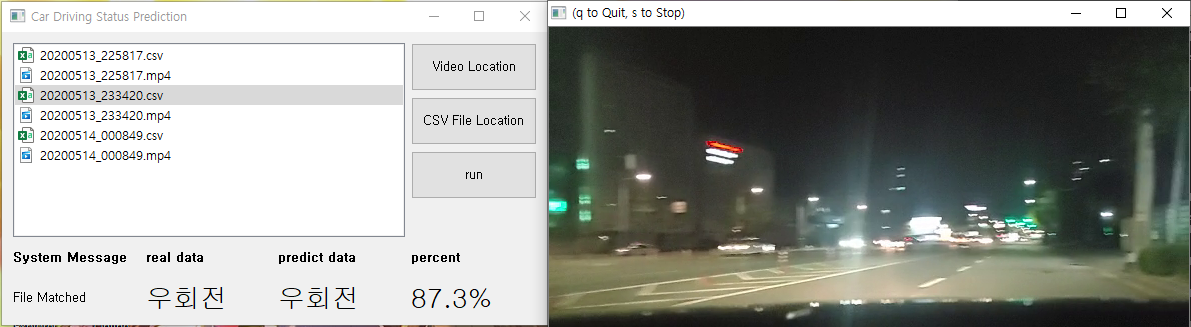 Car Driving Status Prediction
20200513_225817.csv
20200513_225817.mp4
20200513_233420.csv
20200513_233420.mp4
20200514_000849.csv
20200514_000849.mp4
Video Location
CSV File Location
run
System Message real data predict data percent
File Matched 우회전 우회전 87.3%
(q to Quit, s to Stop)